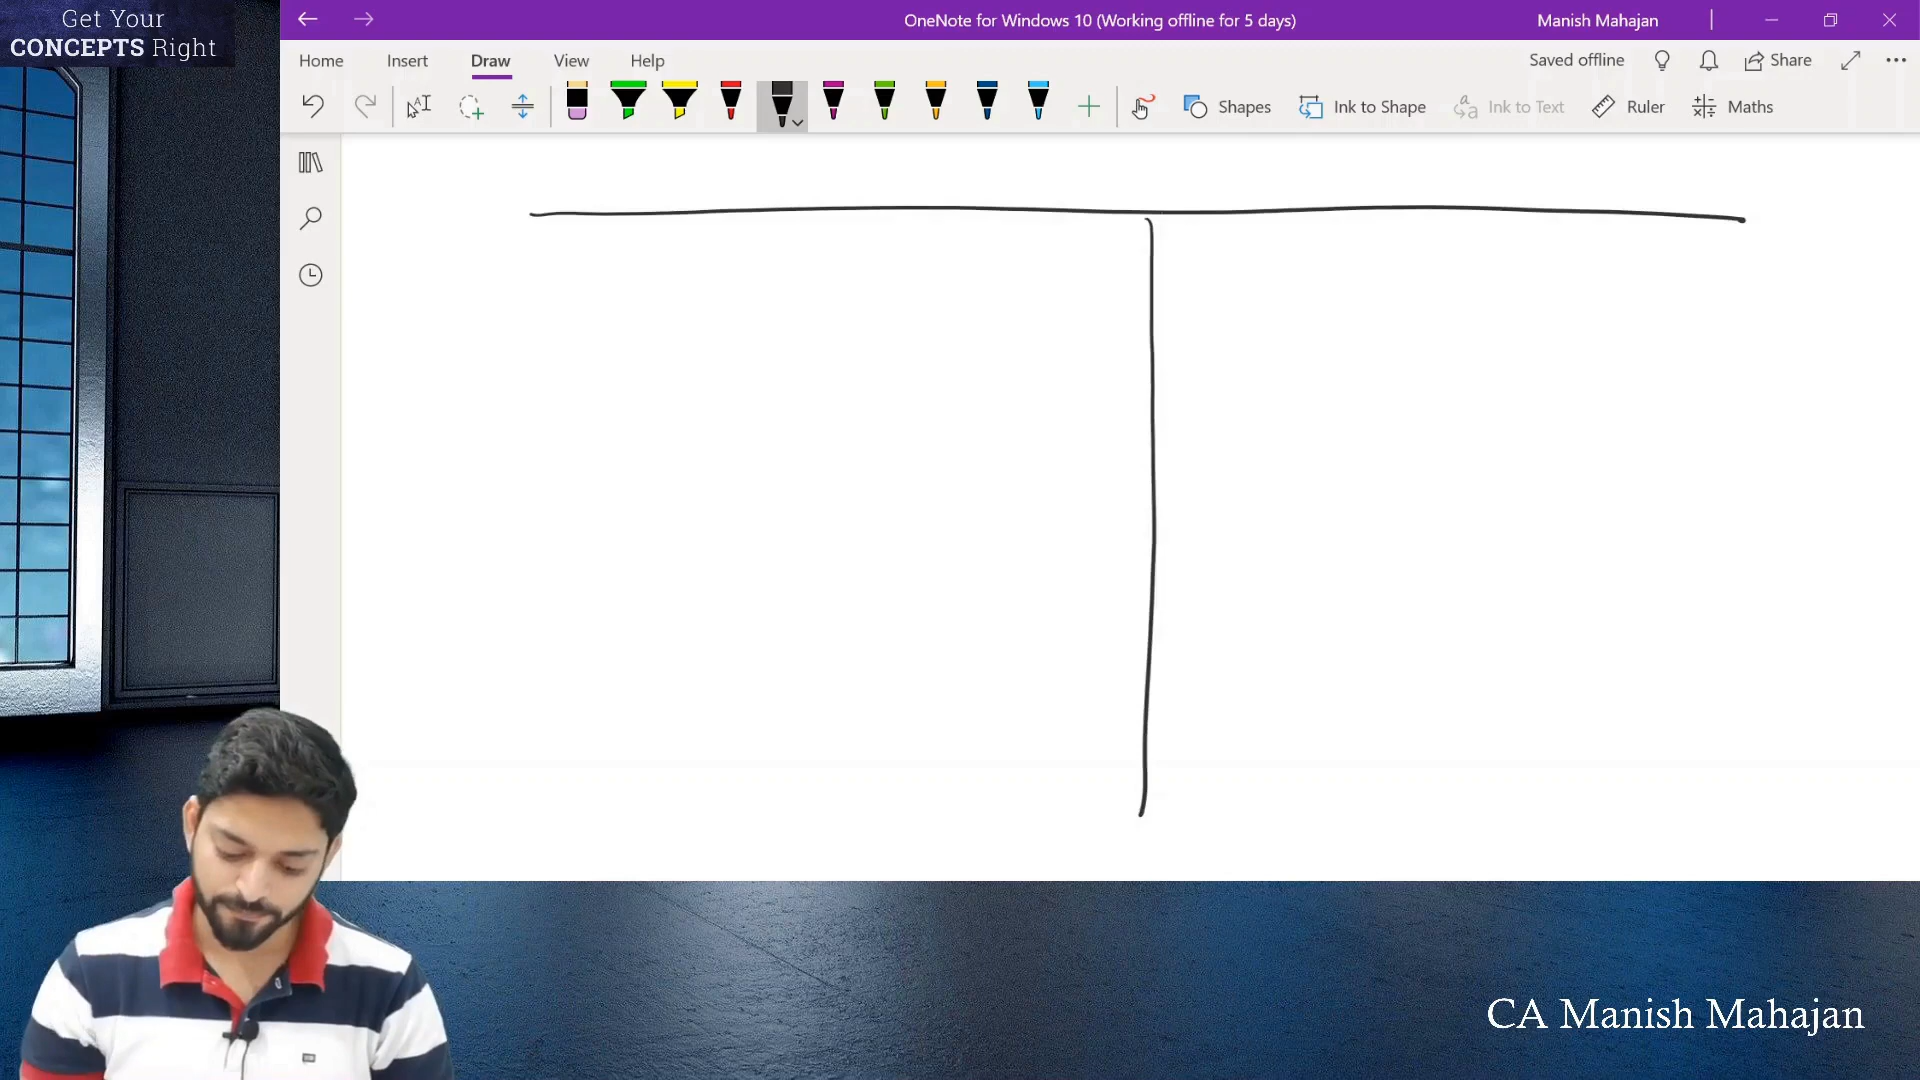 Get Your
CONCEPTS Right
OneNote for Windows 10 (Working offline for 5 days)
Manish Mahajan
Home Insert Draw View Help
Saved offline
Share
Shapes
Ink to Shape
Ink to Text
Ruler
Maths
CA Manish Mahajan